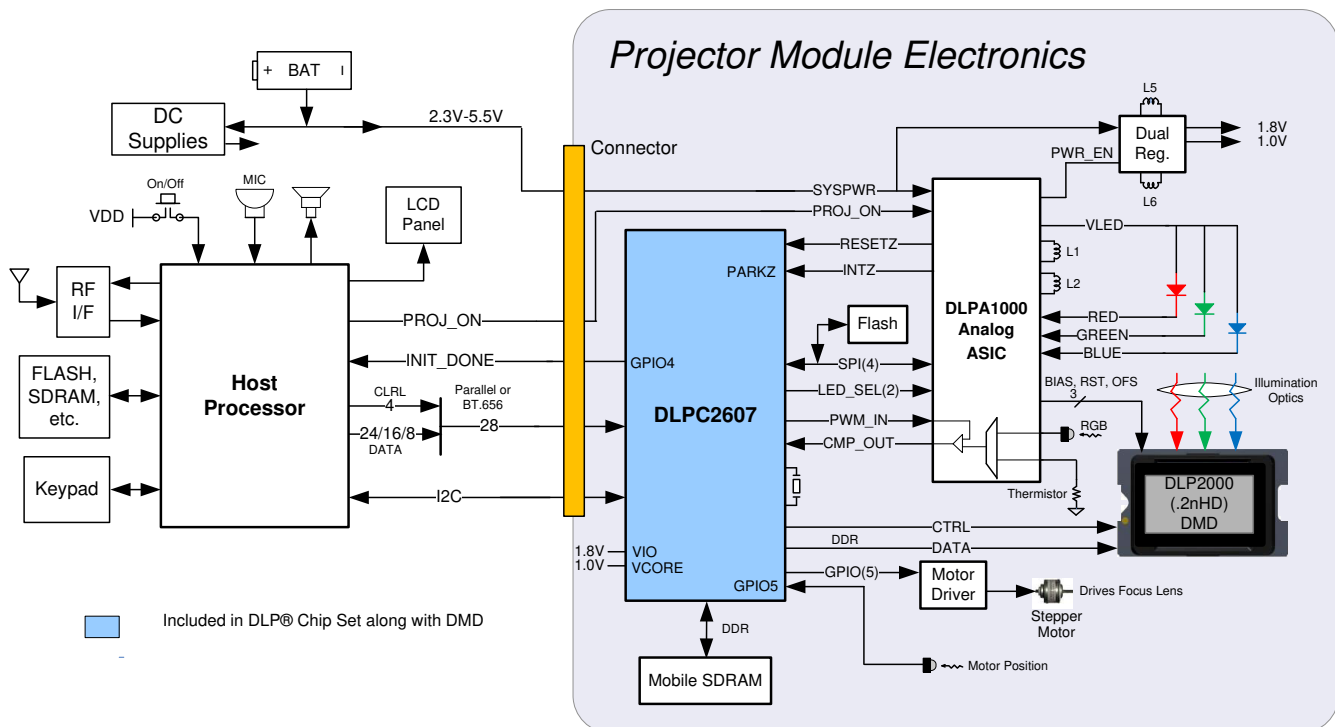 Projector Module Electronics
+ BAT I
DC
Supplies
2.3V-5.5V
Connector
L5
Dual
Reg.
L6
1.8V
1.0V
PWR_EN
On/Off
VDD
MIC
LCD
Panel
SYSPWR
PROJ_ON
RESETZ
PARKZ
INTZ
VLED
L1
L2
RF
I/F
DLPA1000
Analog
ASIC
RED
GREEN
BLUE
PROJ_ON
Flash
INIT_DONE
GPIO4
SPI(4)
FLASH,
SDRAM,
etc.
Host
Processor
CLRL
4
24/16/8
DATA
Parallel or
BT.656
28
DLPC2607
LED_SEL(2)
PWM_IN
CMP_OUT
BIAS, RST, OFS
3
Illumination
Optics
RGB
Thermistor
DLP2000
(.2nHD)
DMD
Keypad
I2C
CTRL
DDR
DATA
1.8V
VIO
1.0V
VCORE
GPIO5
GPIO(5)
Motor
Driver
Drives Focus Lens
Stepper
Motor
Included in DLP® Chip Set along with DMD
DDR
Mobile SDRAM
Motor Position